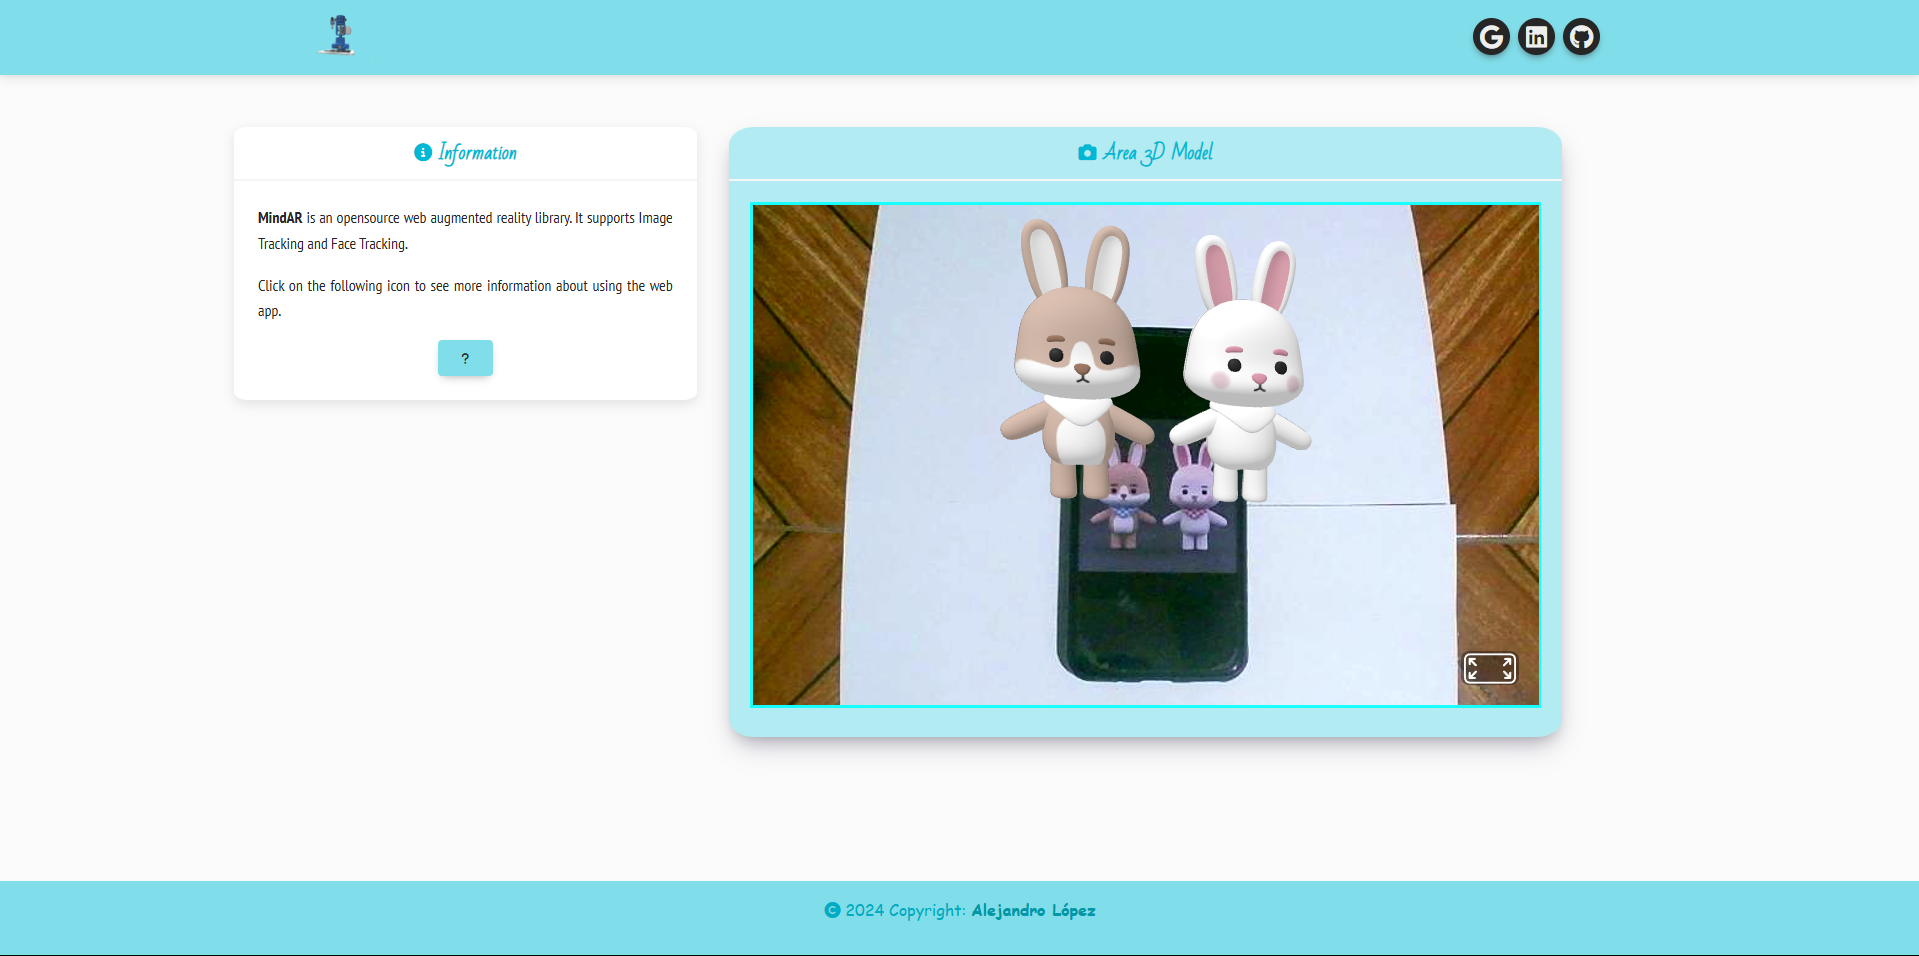 Information
MindAR is an opensource web augmented reality library. It supports Image
Tracking and Face Tracking.
Click on the following icon to see more information about using the web
app.
?
Area 3D Model
© 2024 Copyright: Alejandro López